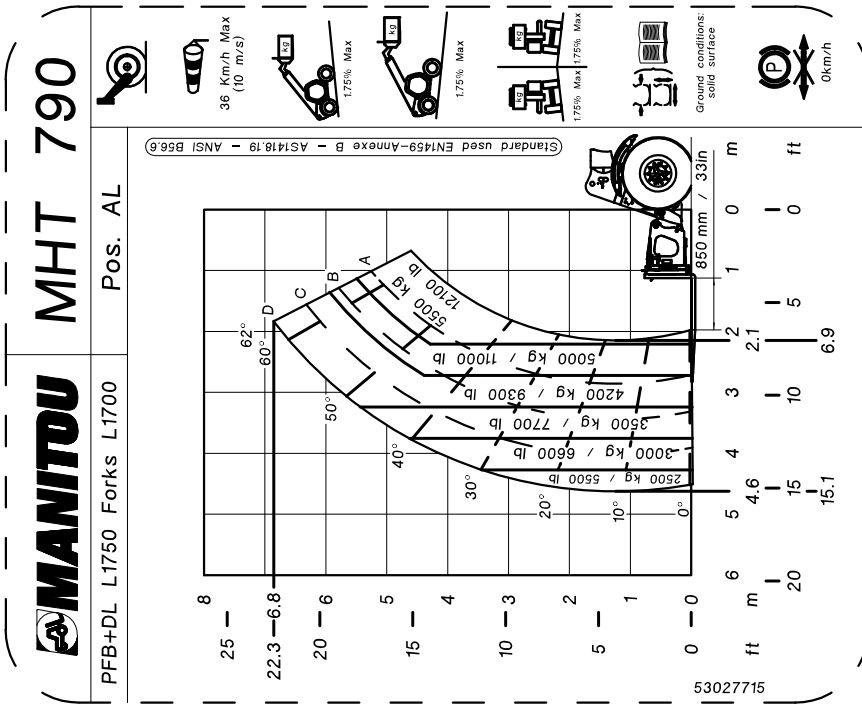 MANITOU
MHT 790
PFB+DL L1750 Forks L1700
Pos. AL
36 Km/h Max
(10 m/s)
kg
1.75% Max
kg
1.75% Max
kg
kg
1.75% Max
1.75% Max
Ground conditions:
solid surface
P
0km/h
Standard used EN1459-Annexe B - AS1418.19 - ANSI B56.6
25
22.3
20
15
10
5
0
ft
8
6.8
6
5
4
3
2
1
0
m
62°
60°
50°
40°
30°
20°
10°
0°
D
C
B
A
5500 kg
12100 lb
5000 kg / 11000 lb
4200 kg / 9300 lb
3500 kg / 7700 lb
3000 kg / 6600 lb
2500 kg / 5500 lb
850 mm / 33in
6
5
4.6
4
3
2.1
2
1
0
m
20
15.1
15
10
6.9
5
0
ft
53027715